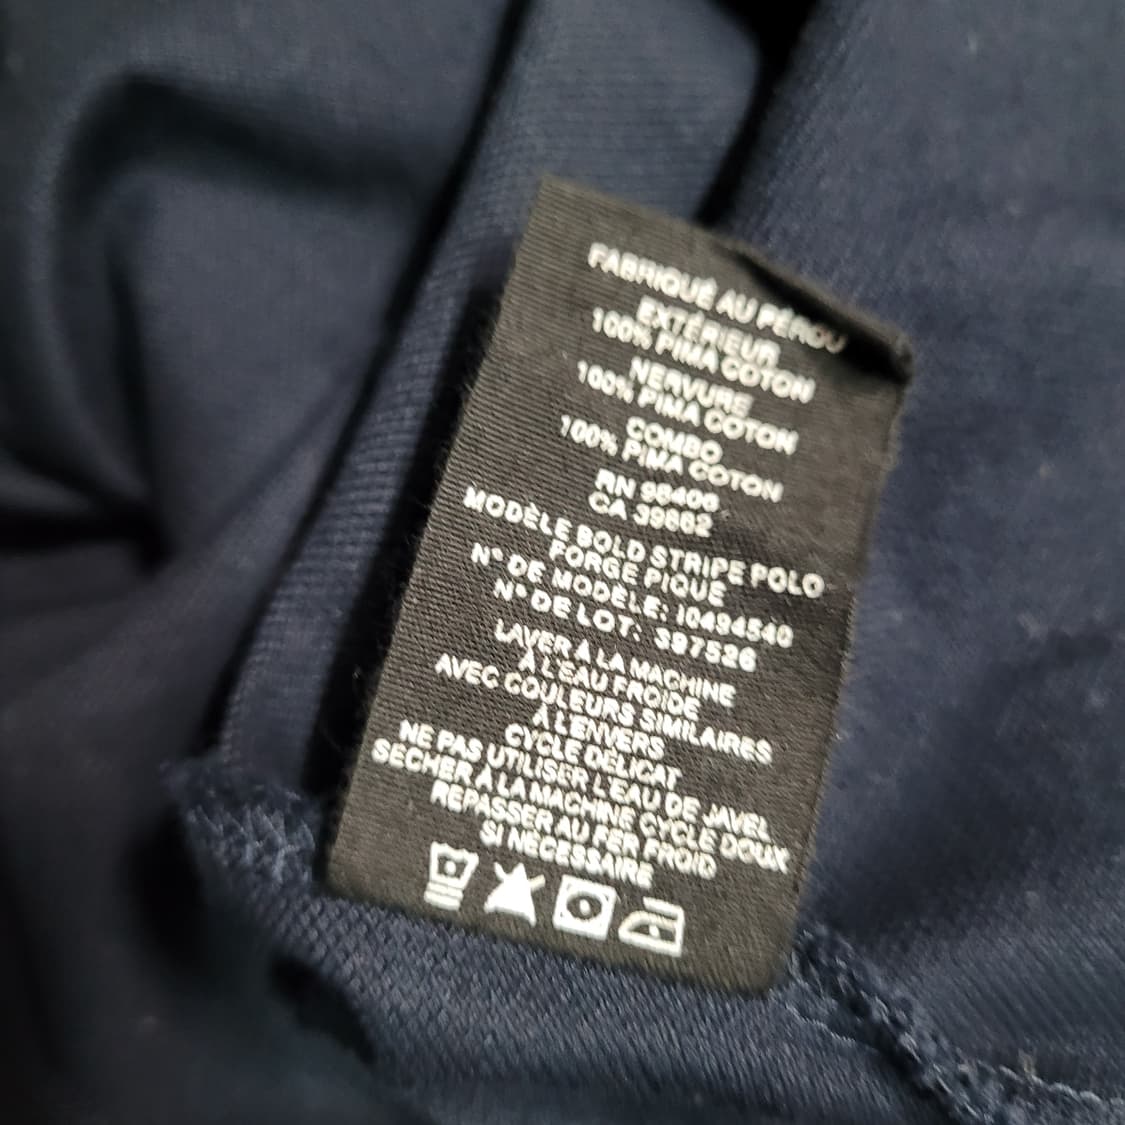 FABRIQUÉ AU PÉROU
EXTÉRIEUR
100% PIMA COTON
NERVURE
100% PIMA COTON
COMBO
100% PIMA COTON
RN 98406
CA 39862
MODÈLE BOLD STRIPE POLO
FORGE PIQUE
N° DE MODÈLE: 10494540
N° DE LOT: 397526
LAVER A LA MACHINE
À L'EAU FROIDE
AVEC COULEURS SIMILAIRES
À L'ENVERS
CYCLE DÉLICAT
NE PAS UTILISER L'EAU DE JAVEL
SÉCHER À LA MACHINE CYCLE DOUX
REPASSER AU FER FROID
SI NÉCESSAIRE